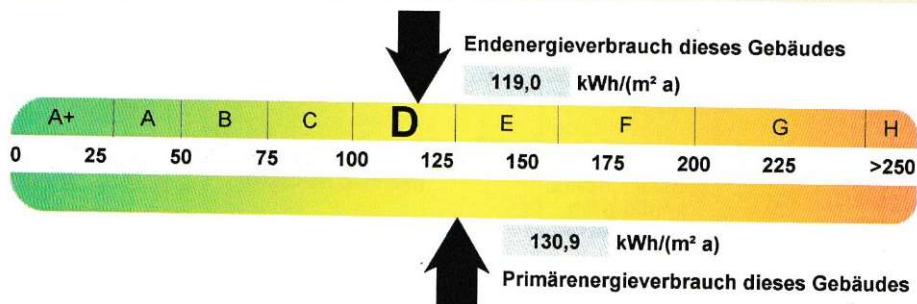 Endenergieverbrauch dieses Gebäudes
119,0 kWh/(m² a)
A+ A B C D E F G H
0 25 50 75 100 125 150 175 200 225 >250
130,9 kWh/(m² a)
Primärenergieverbrauch dieses Gebäudes